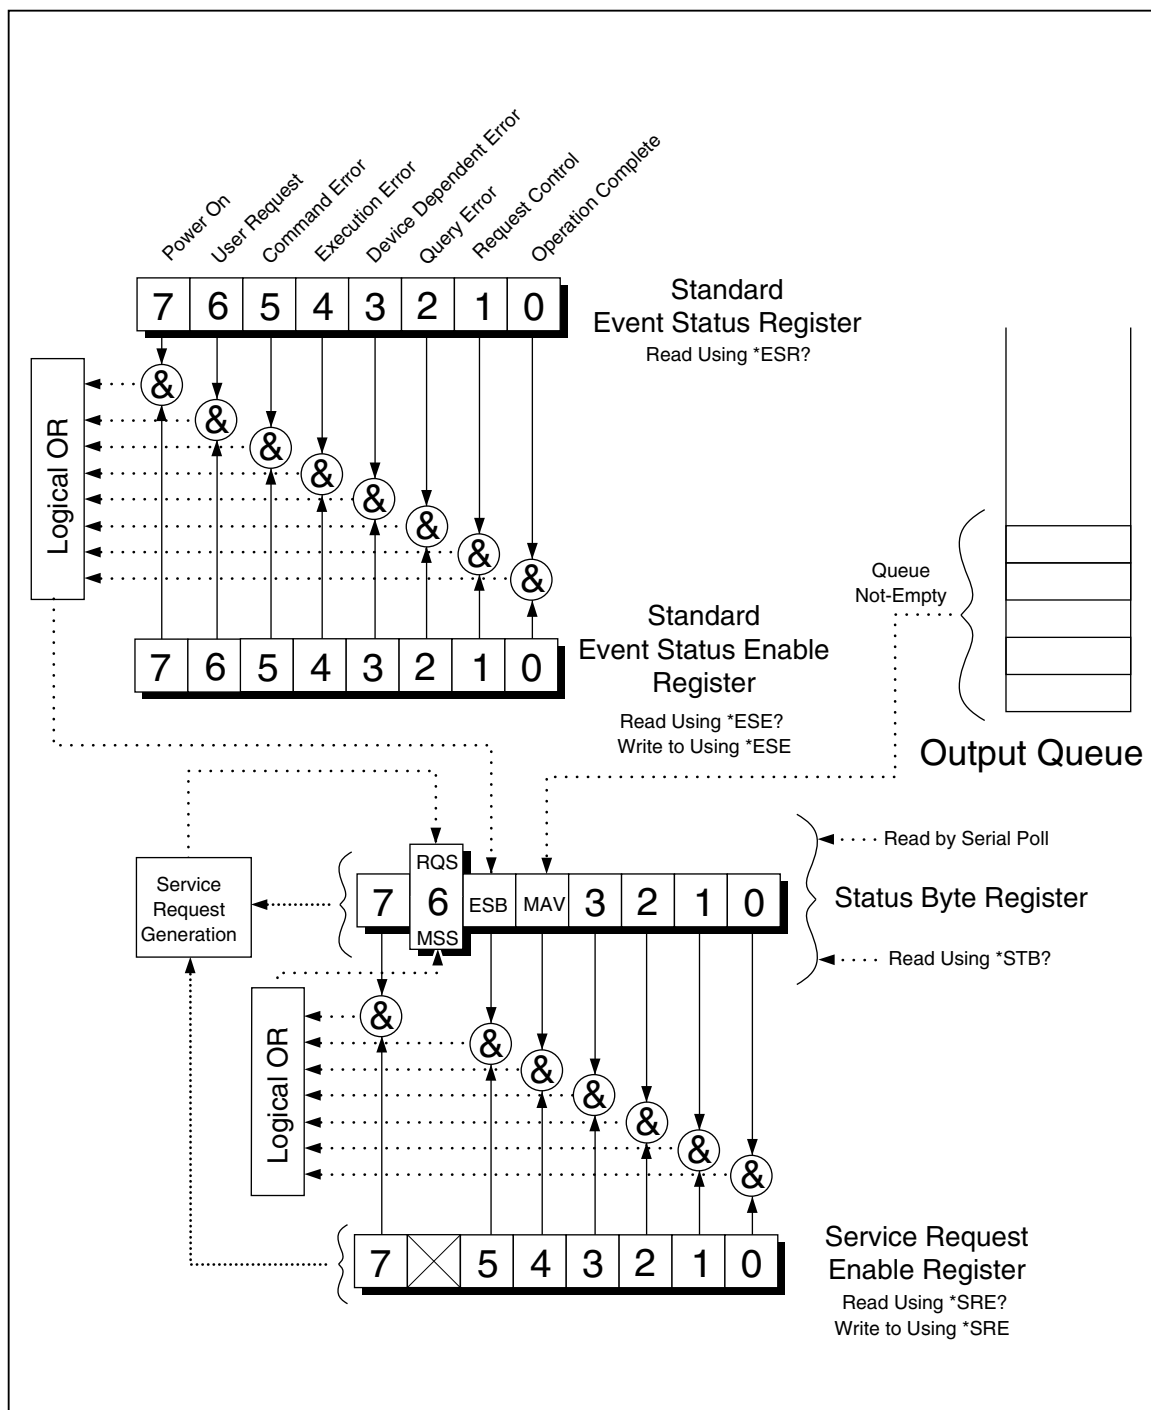 Power On
User Request
Command Error
Execution Error
Device Dependent Error
Query Error
Request Control
Operation Complete
7 6 5 4 3 2 1 0
Standard
Event Status Register
Read Using *ESR?
Logical OR
&
&
&
&
&
&
&
&
Queue
Not-Empty
Output Queue
7 6 5 4 3 2 1 0
Standard
Event Status Enable
Register
Read Using *ESE?
Write to Using *ESE
Service
Request
Generation
RQS
7 6 ESB MAV 3 2 1 0
MSS
Read by Serial Poll
Status Byte Register
Read Using *STB?
Logical OR
&
&
&
&
&
&
&
7 5 4 3 2 1 0
Service Request
Enable Register
Read Using *SRE?
Write to Using *SRE